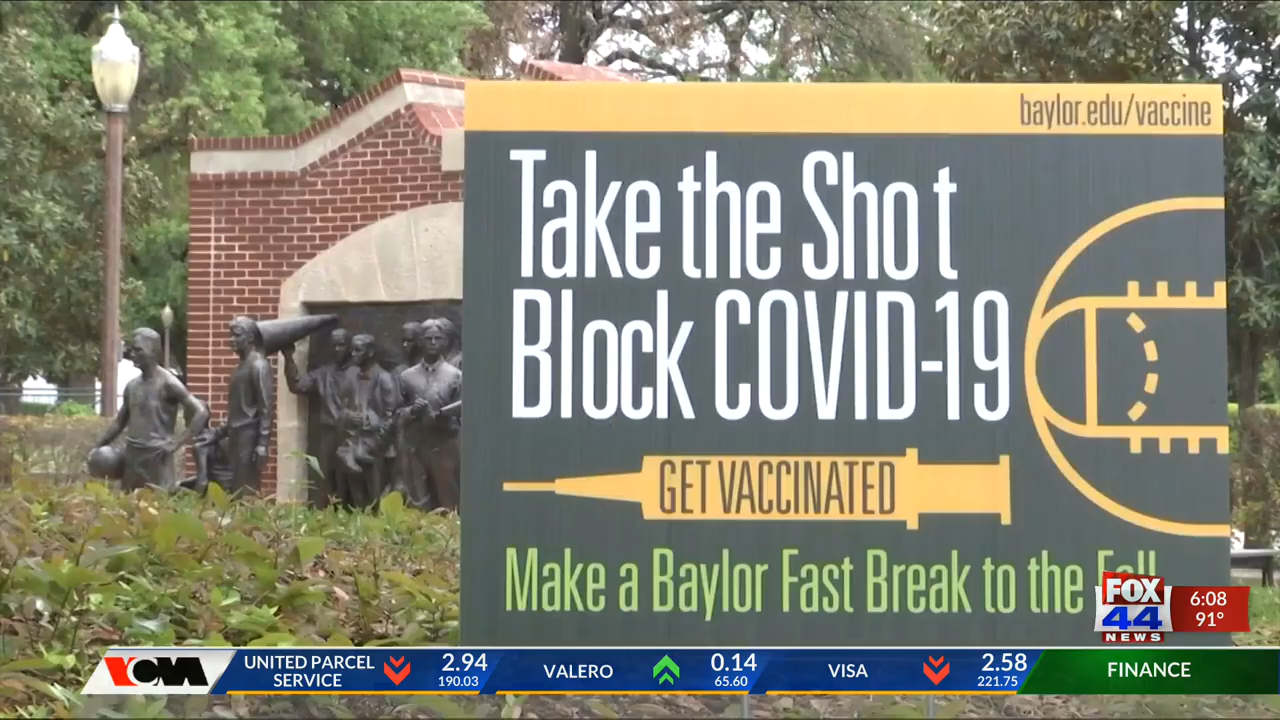 baylor.edu/vaccine
Take the Shot
Block COVID-19
GET VACCINATED
Make a Baylor Fast Break to the Fall
FOX
44
NEWS
6:08
91°
YCMA
UNITED PARCEL
SERVICE
2.94
190.03
VALERO
0.14
65.60
VISA
2.58
221.75
FINANCE